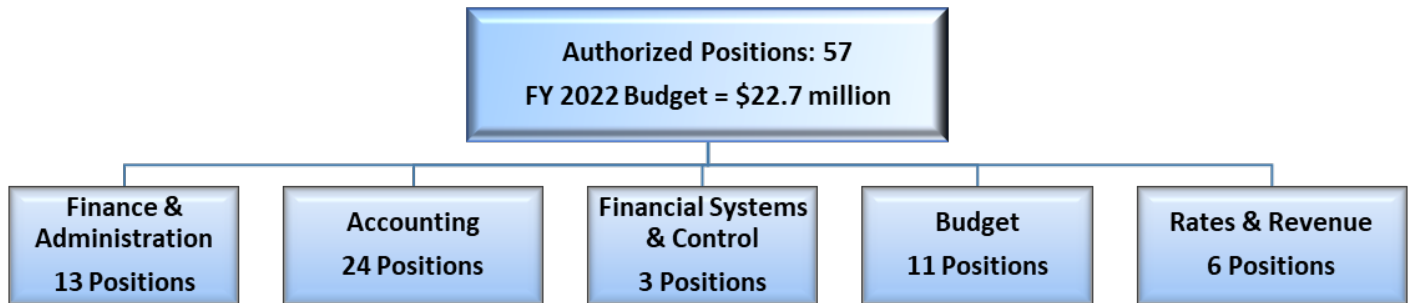 Authorized Positions: 57
FY 2022 Budget = $22.7 million
Finance &
Administration
13 Positions
Accounting
24 Positions
Financial Systems
& Control
3 Positions
Budget
11 Positions
Rates & Revenue
6 Positions